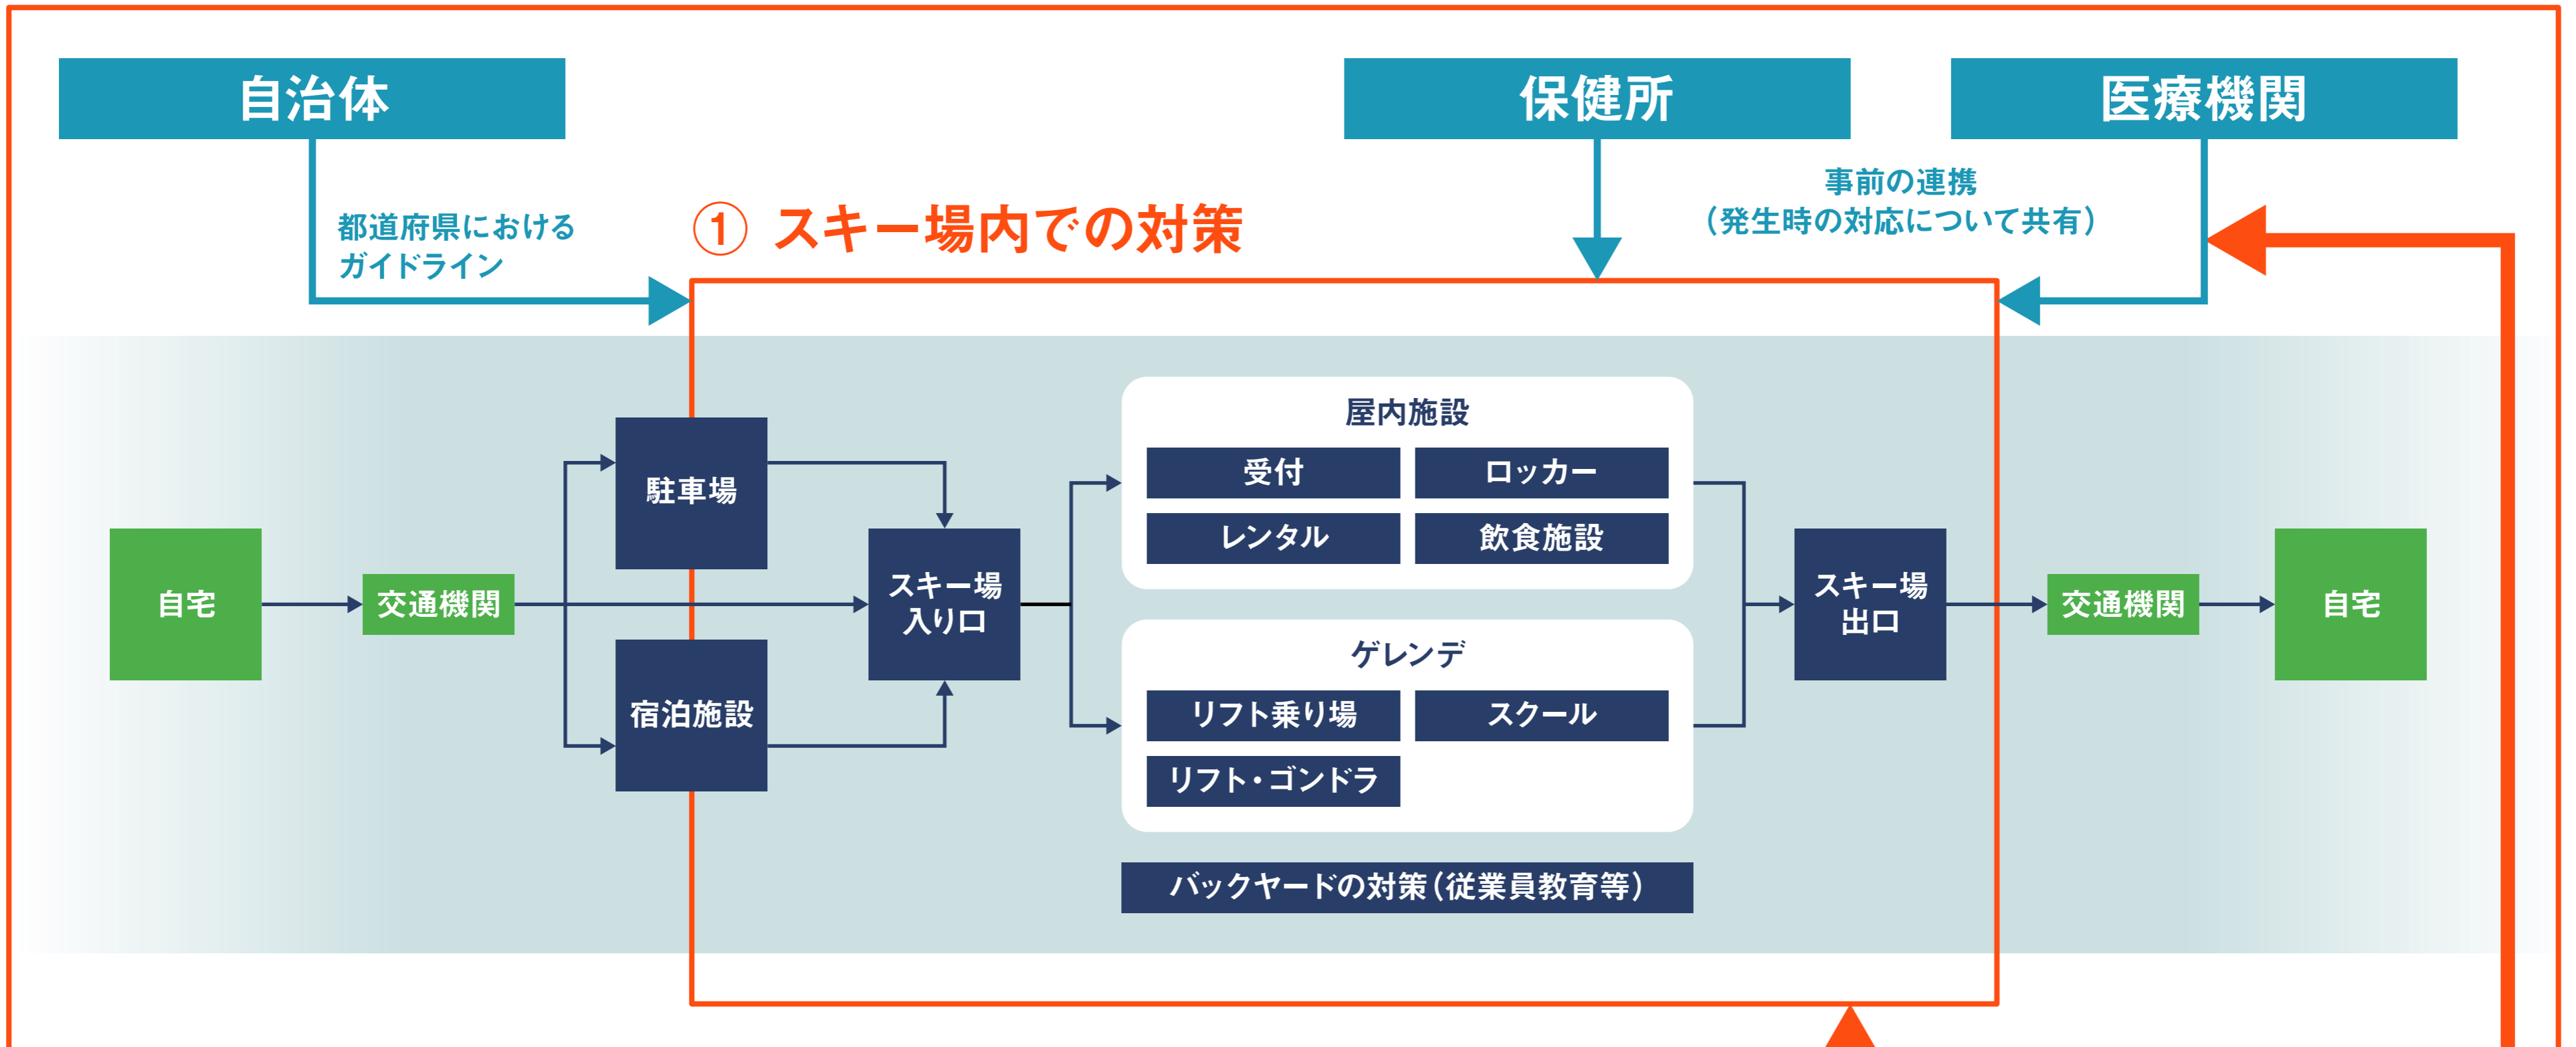 自治体
保健所
医療機関
都道府県における
ガイドライン
① スキー場内での対策
事前の連携
（発生時の対応について共有）
自宅
交通機関
駐車場
宿泊施設
スキー場
入り口
屋内施設
受付
ロッカー
レンタル
飲食施設
ゲレンデ
リフト乗り場
スクール
リフト・ゴンドラ
バックヤードの対策（従業員教育等）
スキー場
出口
交通機関
自宅